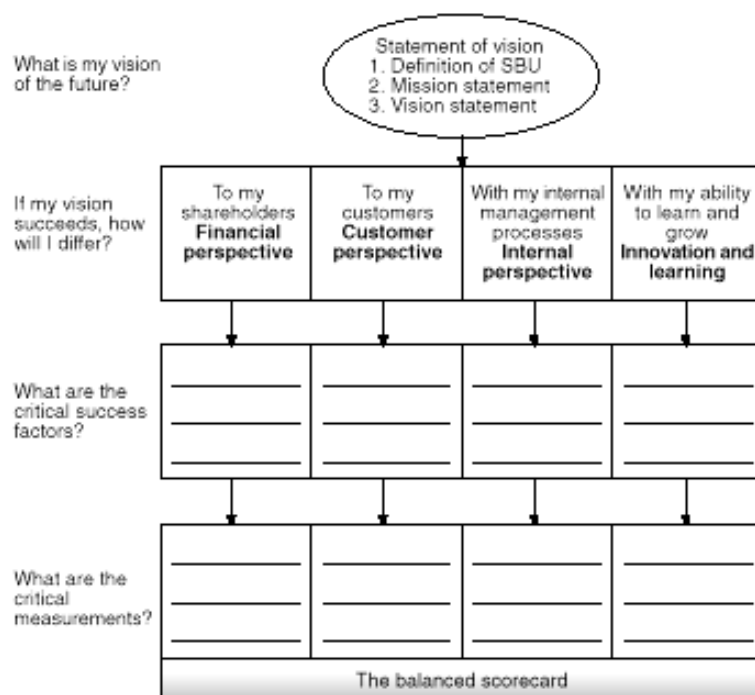 What is my vision
of the future?
Statement of vision
1. Definition of SBU
2. Mission statement
3. Vision statement
If my vision
succeeds, how
will I differ?
To my
shareholders
Financial
perspective
To my
customers
Customer
perspective
With my internal
management
processes
Internal
perspective
With my ability
to learn and
grow
Innovation and
learning
What are the
critical success
factors?
What are the
critical
measurements?
The balanced scorecard